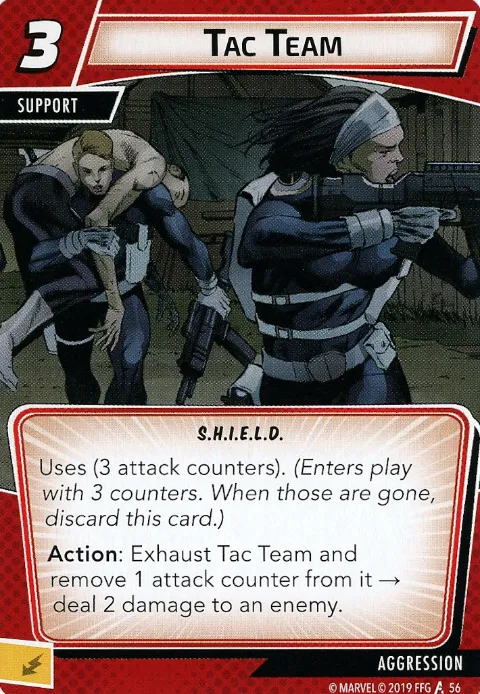 3
TAC TEAM
SUPPORT
S.H.I.E.L.D.
Uses (3 attack counters). (Enters play
with 3 counters. When those are gone,
discard this card.)
Action: Exhaust Tac Team and
remove 1 attack counter from it →
deal 2 damage to an enemy.
AGGRESSION
© MARVEL © 2019 FFG 56